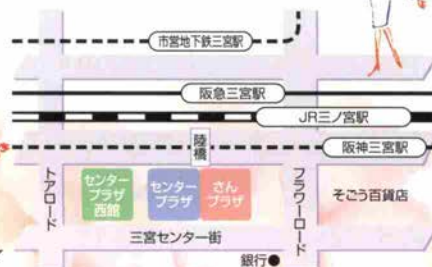 市営地下鉄三宮駅
阪急三宮駅
JR三ノ宮駅
陸橋
阪神三宮駅
トアロード
センター
プラザ
西館
センター
プラザ
さん
プラザ
フラワーロード
そごう百貨店
三宮センター街
銀行